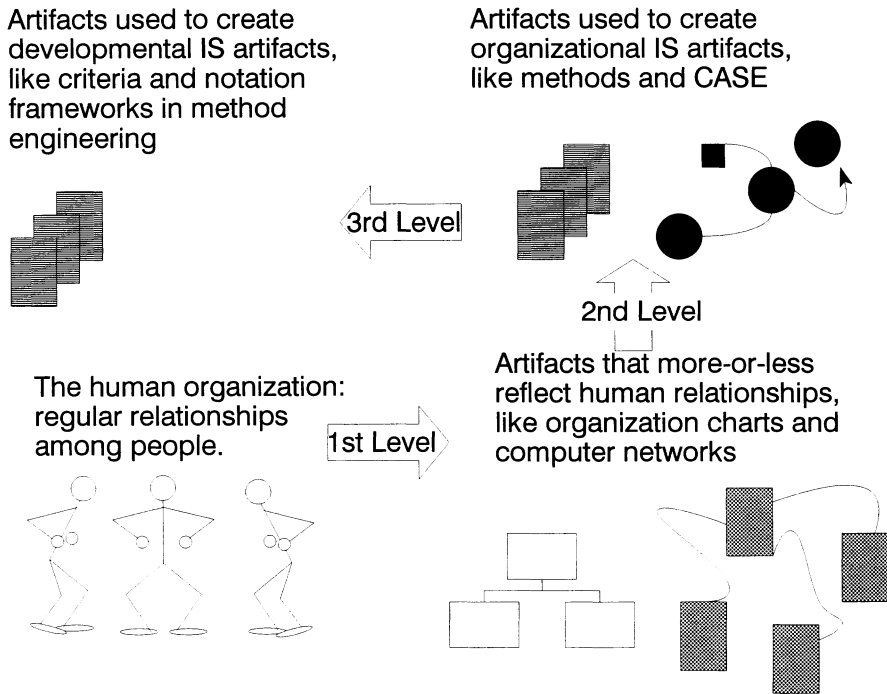 Artifacts used to create
developmental IS artifacts,
like criteria and notation
frameworks in method
engineering
Artifacts used to create
organizational IS artifacts,
like methods and CASE
3rd Level
2nd Level
The human organization:
regular relationships
among people.
1st Level
Artifacts that more-or-less
reflect human relationships,
like organization charts and
computer networks